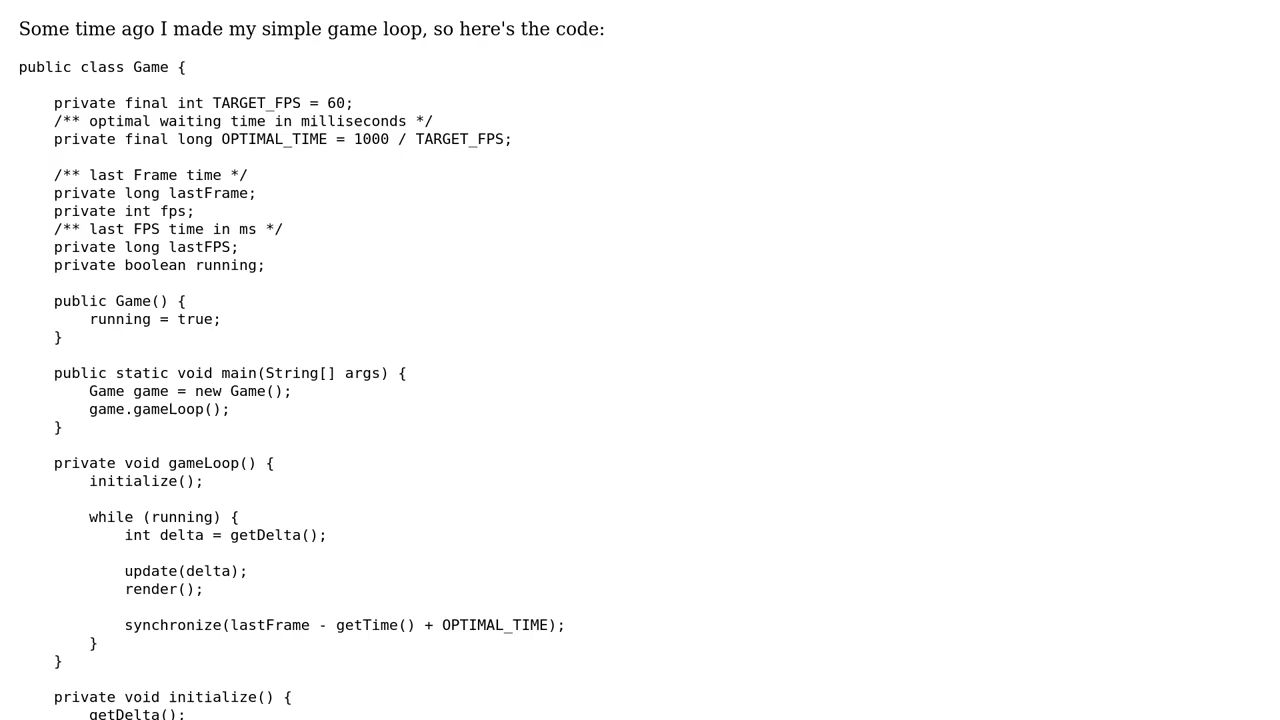 Some time ago I made my simple game loop, so here's the code:
public class Game {
    private final int TARGET_FPS = 60;
    /** optimal waiting time in milliseconds */
    private final long OPTIMAL_TIME = 1000 / TARGET_FPS;
    /** last Frame time */
    private long lastFrame;
    private int fps;
    /** last FPS time in ms */
    private long lastFPS;
    private boolean running;
    public Game() {
        running = true;
    }
    public static void main(String[] args) {
        Game game = new Game();
        game.gameLoop();
    }
    private void gameLoop() {
        initialize();
        while (running) {
            int delta = getDelta();
            update(delta);
            render();
            synchronize(lastFrame - getTime() + OPTIMAL_TIME);
        }
    }
    private void initialize() {
        getDelta();